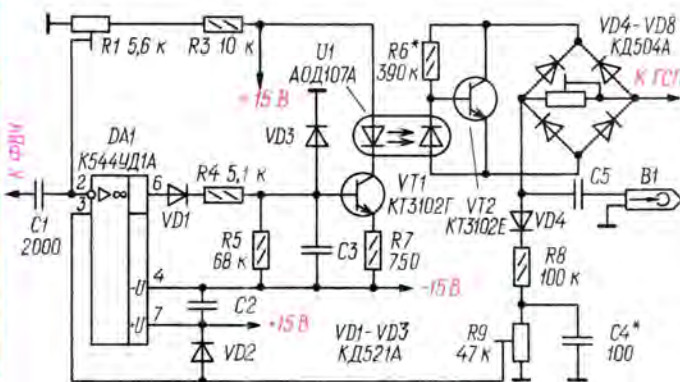 R1 5,6 к
R3 10 к
+15 В
U1
АОД107А
R6*
390 к
VD4-VD8
КД504А
К ГСП
К ФВЧ
C1
2000
DA1
К544УД1А
2
3
6
4
7
-U
+U
VD1
R4 5,1 к
VD3
R5
68 к
C3
VT1
КТ3102Г
R7
750
VT2
КТ3102Е
C5
B1
VD4
R8
100 к
R9
47 к
C4*
100
C2
-15 В
+15 В
VD2
VD1-VD3
КД521А